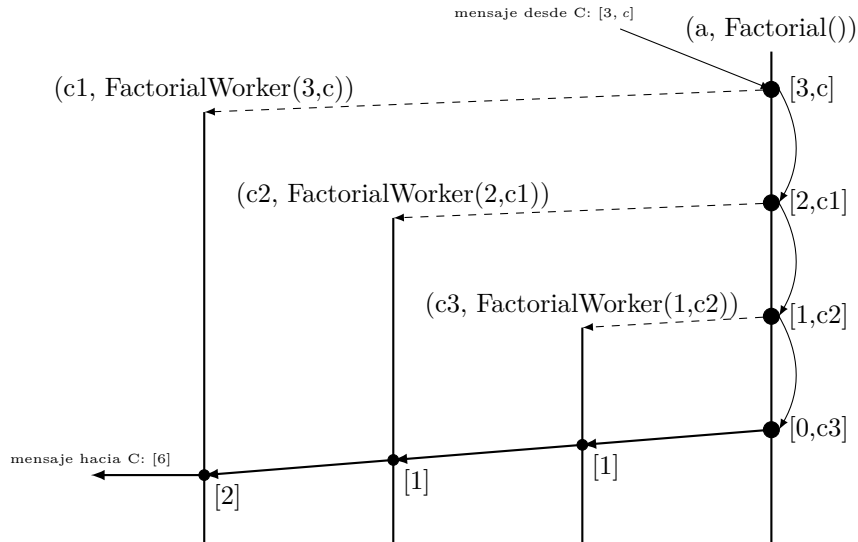 mensaje desde C: [3, c]
(a, Factorial())
(c1, FactorialWorker(3,c))
[3,c]
(c2, FactorialWorker(2,c1))
[2,c1]
(c3, FactorialWorker(1,c2))
[1,c2]
[0,c3]
mensaje hacia C: [6]
[2]
[1]
[1]